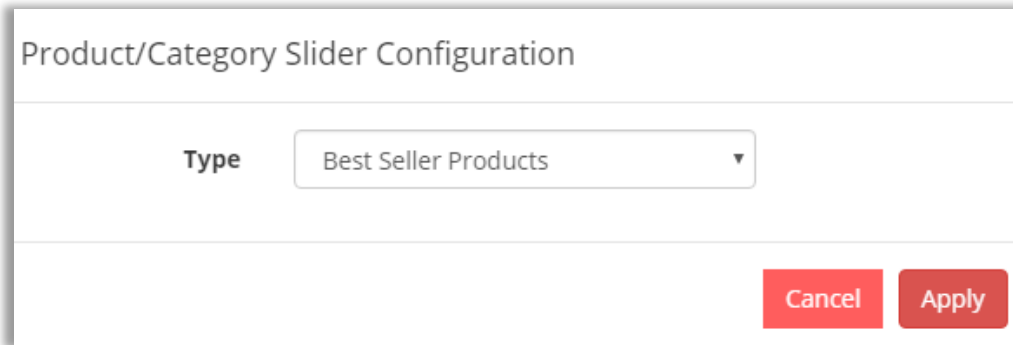 Product/Category Slider Configuration
Type Best Seller Products
Cancel Apply